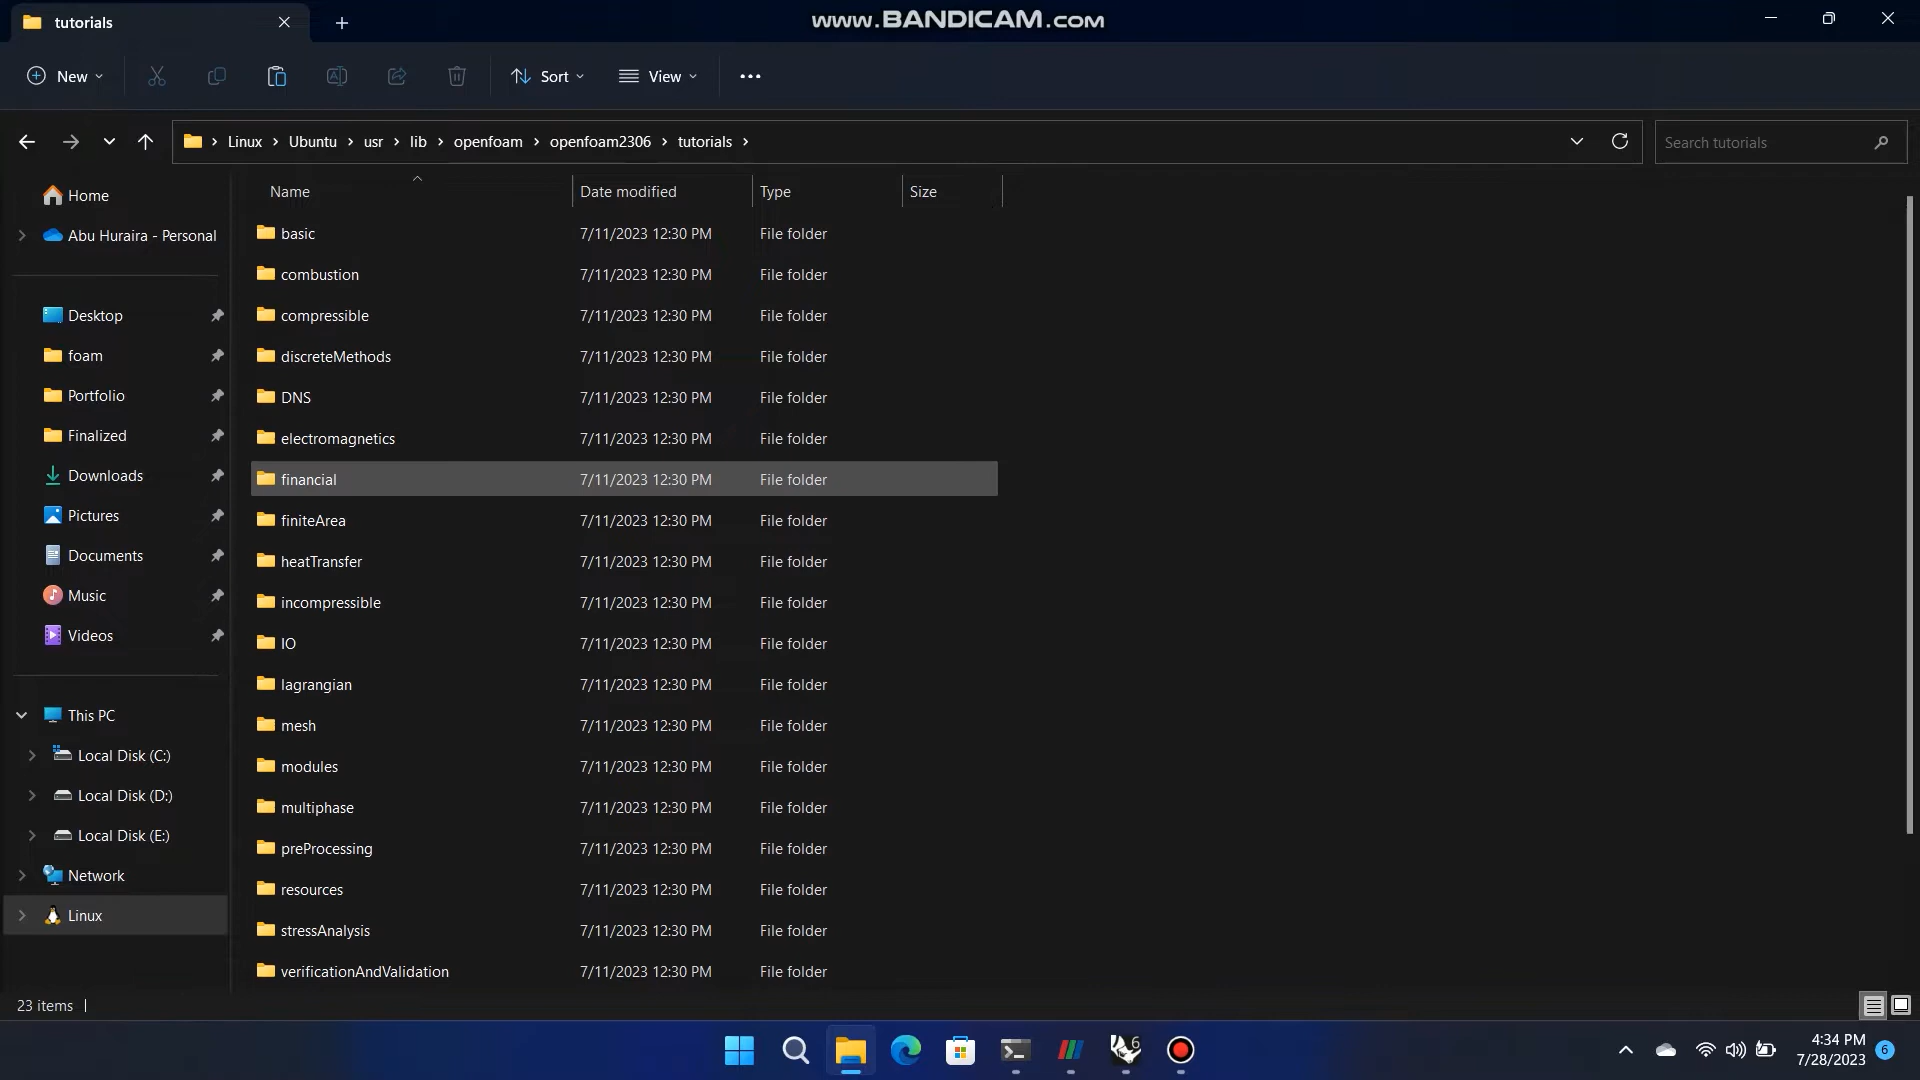 tutorials
www.BANDICAM.com
New
Sort
View
Linux
Ubuntu
usr
lib
openfoam
openfoam2306
tutorials
Search tutorials
Home
Abu Huraira - Personal
Desktop
foam
Portfolio
Finalized
Downloads
Pictures
Documents
Music
Videos
This PC
Local Disk (C:)
Local Disk (D:)
Local Disk (E:)
Network
Linux
Name Date modified Type Size
basic 7/11/2023 12:30 PM File folder
combustion 7/11/2023 12:30 PM File folder
compressible 7/11/2023 12:30 PM File folder
discreteMethods 7/11/2023 12:30 PM File folder
DNS 7/11/2023 12:30 PM File folder
electromagnetics 7/11/2023 12:30 PM File folder
financial 7/11/2023 12:30 PM File folder
finiteArea 7/11/2023 12:30 PM File folder
heatTransfer 7/11/2023 12:30 PM File folder
incompressible 7/11/2023 12:30 PM File folder
IO 7/11/2023 12:30 PM File folder
lagrangian 7/11/2023 12:30 PM File folder
mesh 7/11/2023 12:30 PM File folder
modules 7/11/2023 12:30 PM File folder
multiphase 7/11/2023 12:30 PM File folder
preProcessing 7/11/2023 12:30 PM File folder
resources 7/11/2023 12:30 PM File folder
stressAnalysis 7/11/2023 12:30 PM File folder
verificationAndValidation 7/11/2023 12:30 PM File folder
23 items
6
4:34 PM
7/28/2023
6